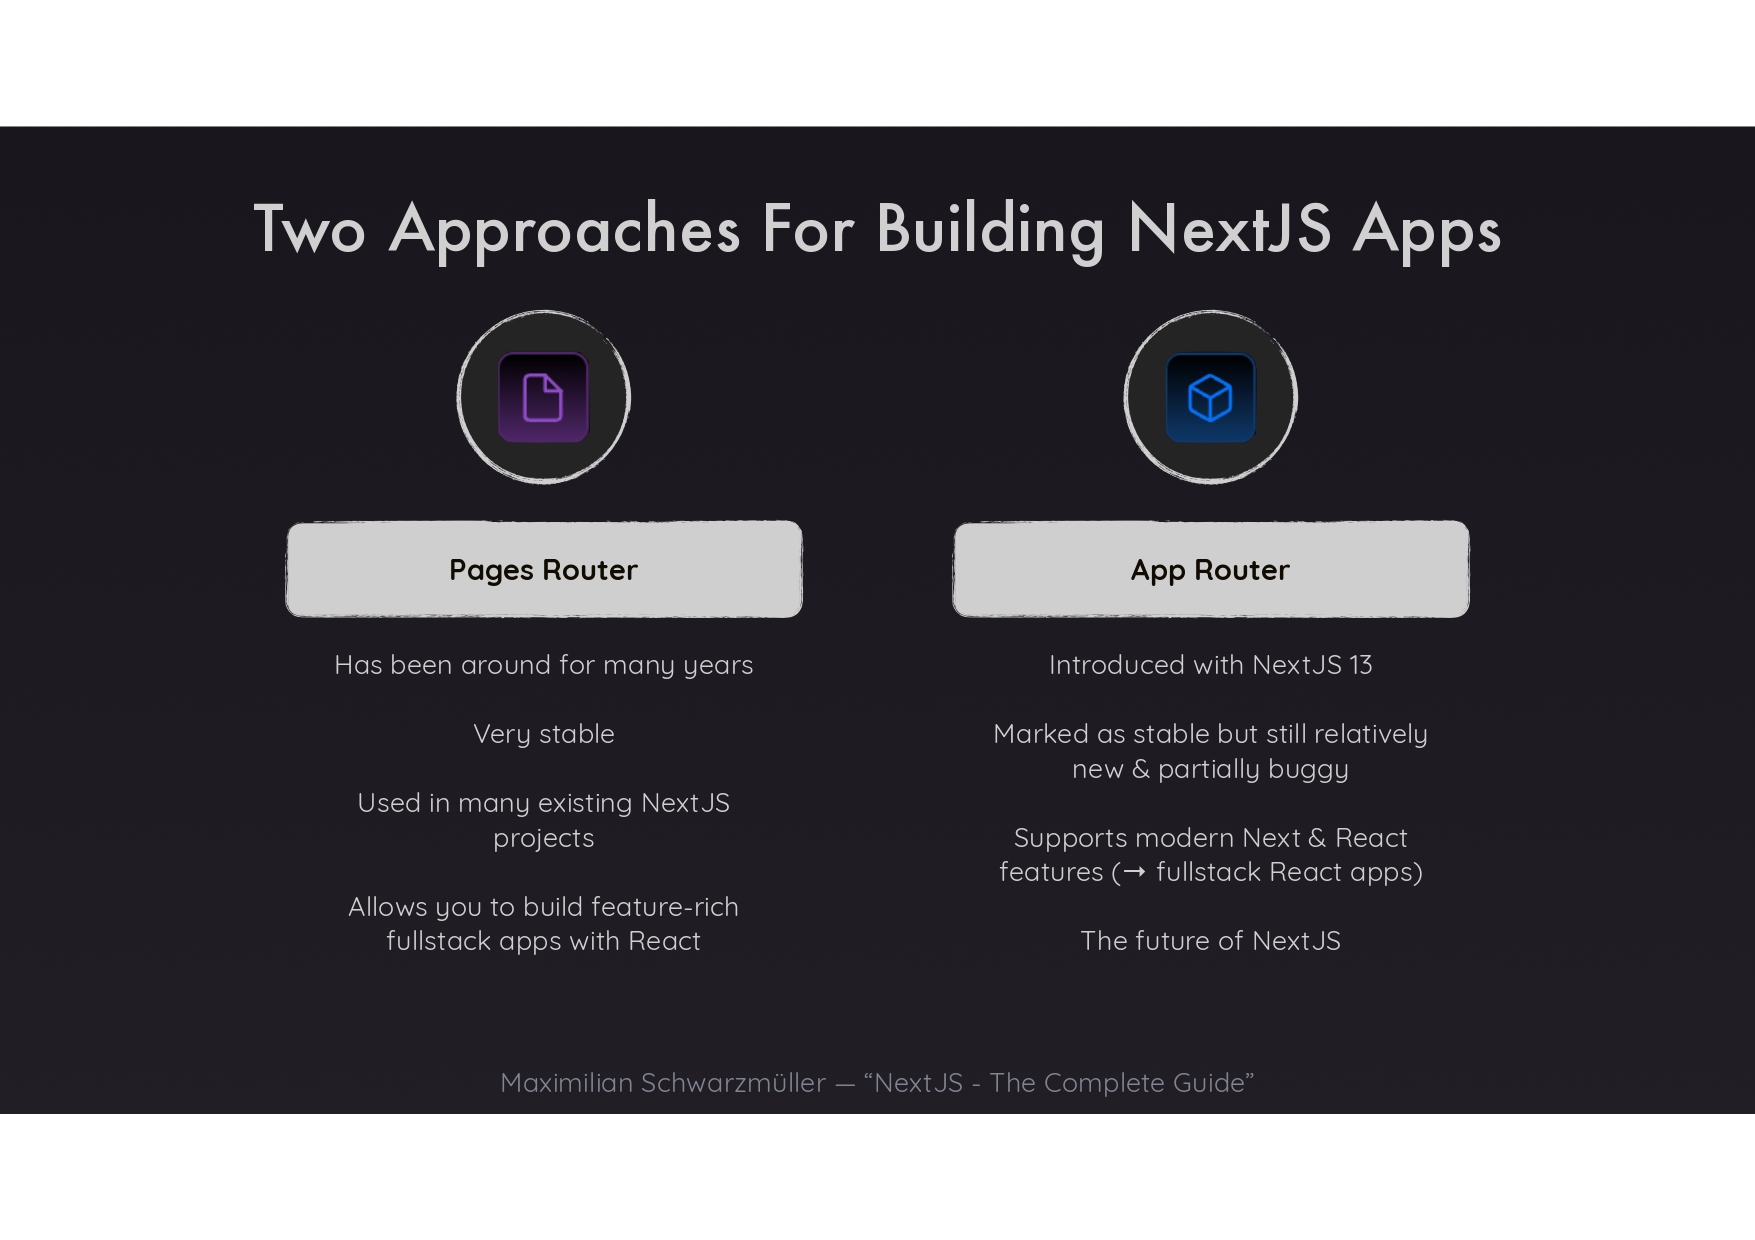 Two Approaches For Building NextJS Apps
Pages Router
Has been around for many years
Very stable
Used in many existing NextJS
projects
Allows you to build feature-rich
fullstack apps with React
App Router
Introduced with NextJS 13
Marked as stable but still relatively
new & partially buggy
Supports modern Next & React
features (→ fullstack React apps)
The future of NextJS
Maximilian Schwarzmüller — “NextJS - The Complete Guide”